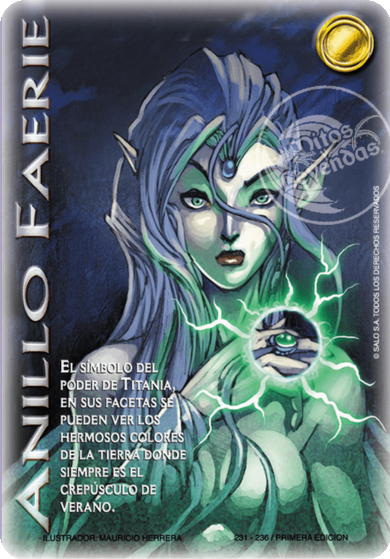 ANILLO FAERIE
Mitos
Leyendas
EL SÍMBOLO DEL
PODER DE TITANIA,
EN SUS FACETAS SE
PUEDEN VER LOS
HERMOSOS COLORES
DE LA TIERRA DONDE
SIEMPRE ES EL
CREPÚSCULO DE
VERANO.
© SALO S.A. TODOS LOS DERECHOS RESERVADOS
ILUSTRADOR: MAURICIO HERRERA
231 - 236 / PRIMERA EDICION